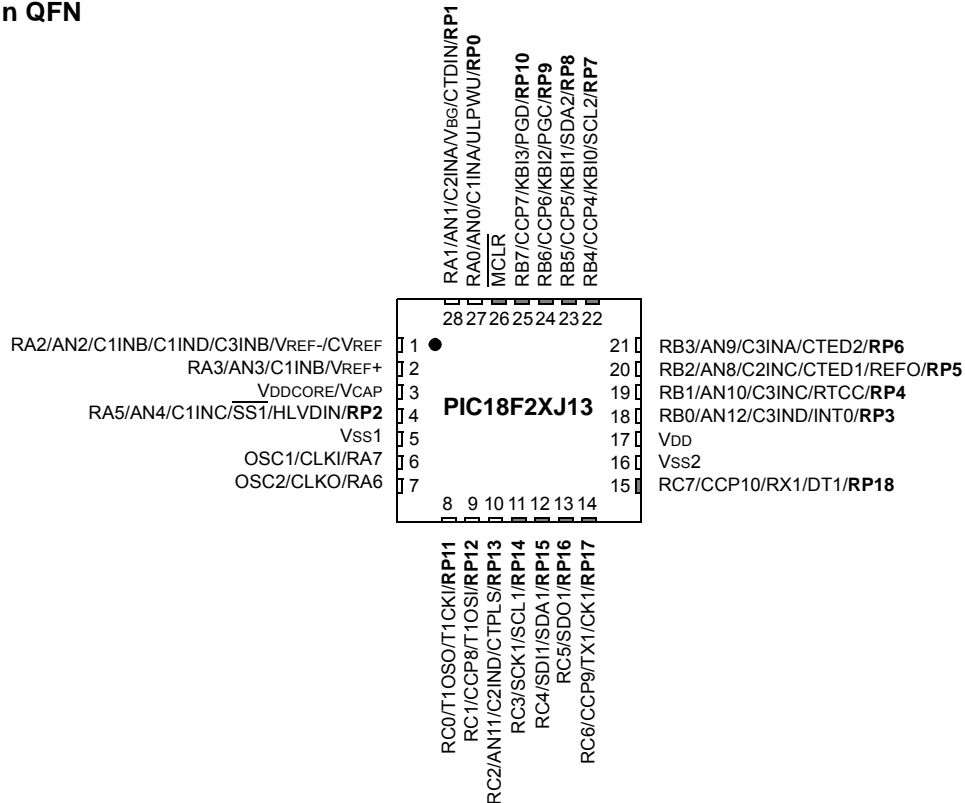 n QFN
RA1/AN1/C2INA/VBG/CTDIN/RP1
RA0/AN0/C1INA/ULPWU/RP0
MCLR
RB7/CCP7/KBI3/PGD/RP10
RB6/CCP6/KBI2/PGC/RP9
RB5/CCP5/KBI1/SDA2/RP8
RB4/CCP4/KBI0/SCL2/RP7
28 27 26 25 24 23 22
RA2/AN2/C1INB/C1IND/C3INB/VREF-/CVREF 1
RA3/AN3/C1INB/VREF+ 2
VDDCORE/VCAP 3
RA5/AN4/C1INC/SS1/HLVDIN/RP2 4
VSS1 5
OSC1/CLKI/RA7 6
OSC2/CLKO/RA6 7
PIC18F2XJ13
21 RB3/AN9/C3INA/CTED2/RP6
20 RB2/AN8/C2INC/CTED1/REFO/RP5
19 RB1/AN10/C3INC/RTCC/RP4
18 RB0/AN12/C3IND/INT0/RP3
17 VDD
16 VSS2
15 RC7/CCP10/RX1/DT1/RP18
8 9 10 11 12 13 14
RC0/T1OSO/T1CKI/RP11
RC1/CCP8/T1OSI/RP12
RC2/AN11/C2IND/CTPLS/RP13
RC3/SCK1/SCL1/RP14
RC4/SDI1/SDA1/RP15
RC5/SDO1/RP16
RC6/CCP9/TX1/CK1/RP17